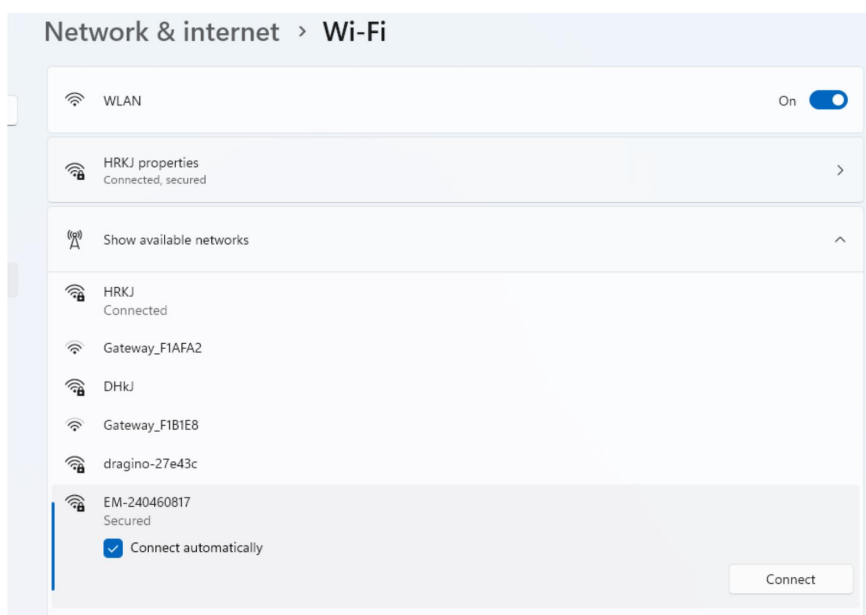 Network & internet > Wi-Fi
WLAN
On
HRKJ properties
Connected, secured
Show available networks
HRKJ
Connected
Gateway_F1AFA2
DHkJ
Gateway_F1B1E8
dragino-27e43c
EM-240460817
Secured
Connect automatically
Connect